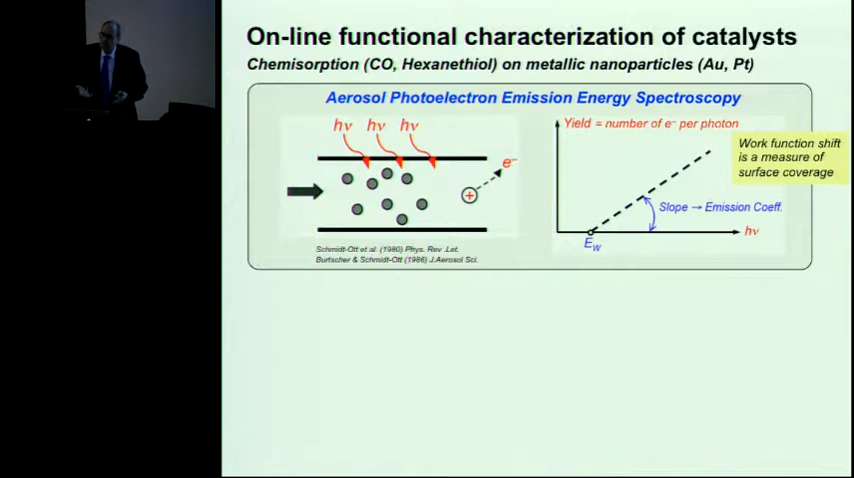 On-line functional characterization of catalysts
Chemisorption (CO, Hexanethiol) on metallic nanoparticles (Au, Pt)
Aerosol Photoelectron Emission Energy Spectroscopy
hν hν hν
e⁻
+
Schmidt-Ott et al. (1980) Phys. Rev .Let.
Burtscher & Schmidt-Ott (1986) J.Aerosol Sci.
Yield = number of e⁻ per photon
Work function shift
is a measure of
surface coverage
Slope → Emission Coeff.
hν
E_W